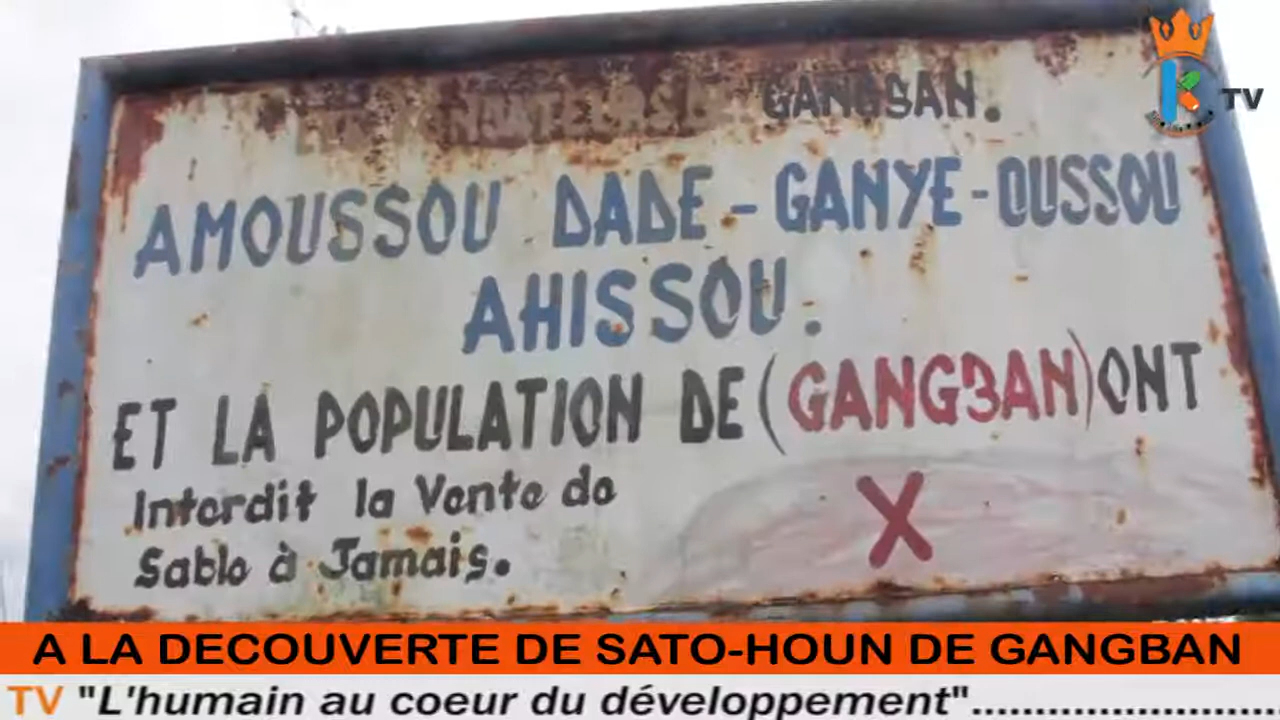 GANGBAN.
TV
AMOUSSOU DADE - GANYE - OUSSOU
AHISSOU.
ET LA POPULATION DE (GANGBAN) ONT
Interdit la Vente de
Sable à Jamais.
X
A LA DECOUVERTE DE SATO-HOUN DE GANGBAN
TV "L'humain au coeur du développement"........................